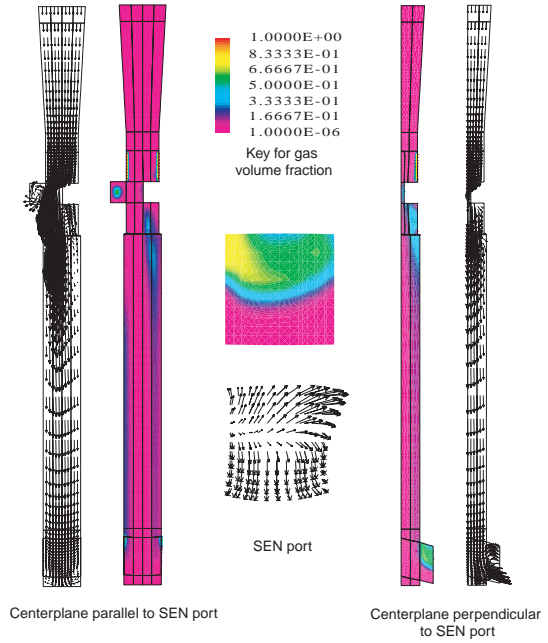 1.0000E+00
8.3333E-01
6.6667E-01
5.0000E-01
3.3333E-01
1.6667E-01
1.0000E-06
Key for gas
volume fraction
SEN port
Centerplane parallel to SEN port
Centerplane perpendicular
to SEN port